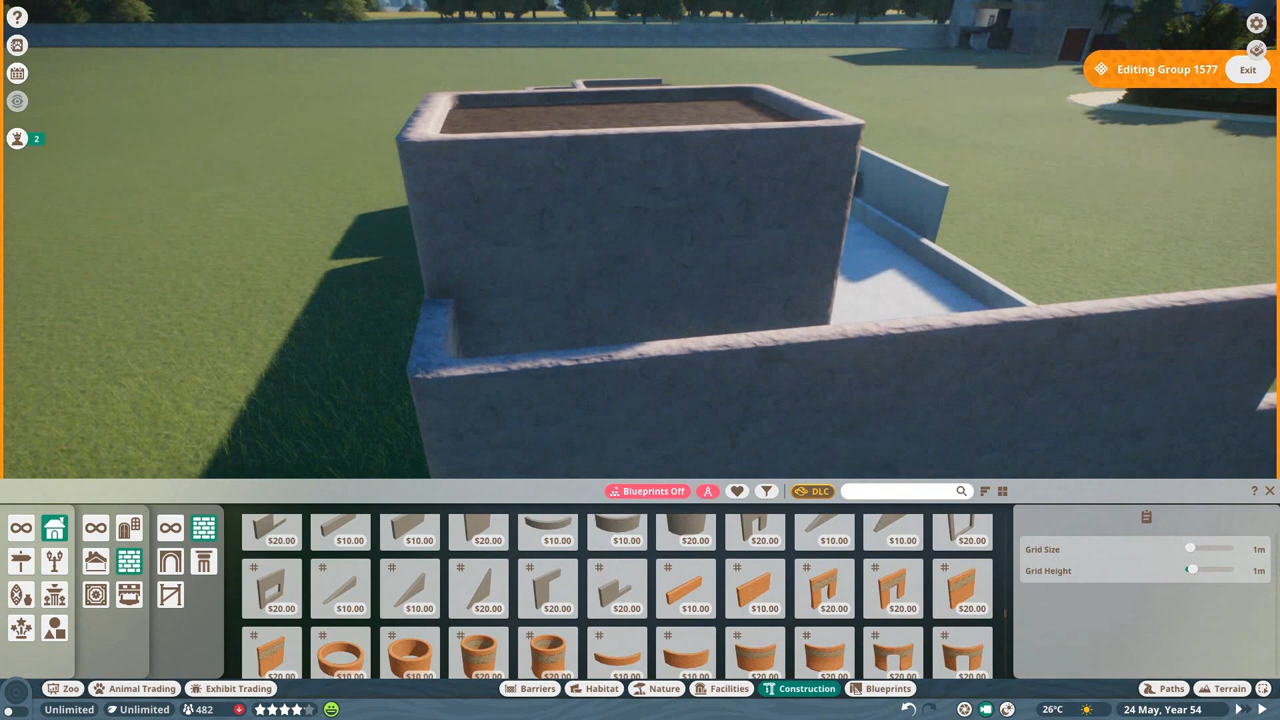 Editing Group 1577
Exit
2
Blueprints Off
DLC
?
$20.00 $10.00 $20.00 $20.00 $10.00 $10.00 $20.00 $20.00 $10.00 $10.00 $20.00
Grid Size 1m
Grid Height 1m
$20.00 $10.00 $10.00 $20.00 $20.00 $20.00 $10.00 $10.00 $20.00 $20.00 $20.00
Zoo Animal Trading Exhibit Trading Barriers Habitat Nature Facilities Construction Blueprints Paths Terrain
Unlimited Unlimited 482 26°C 24 May, Year 54